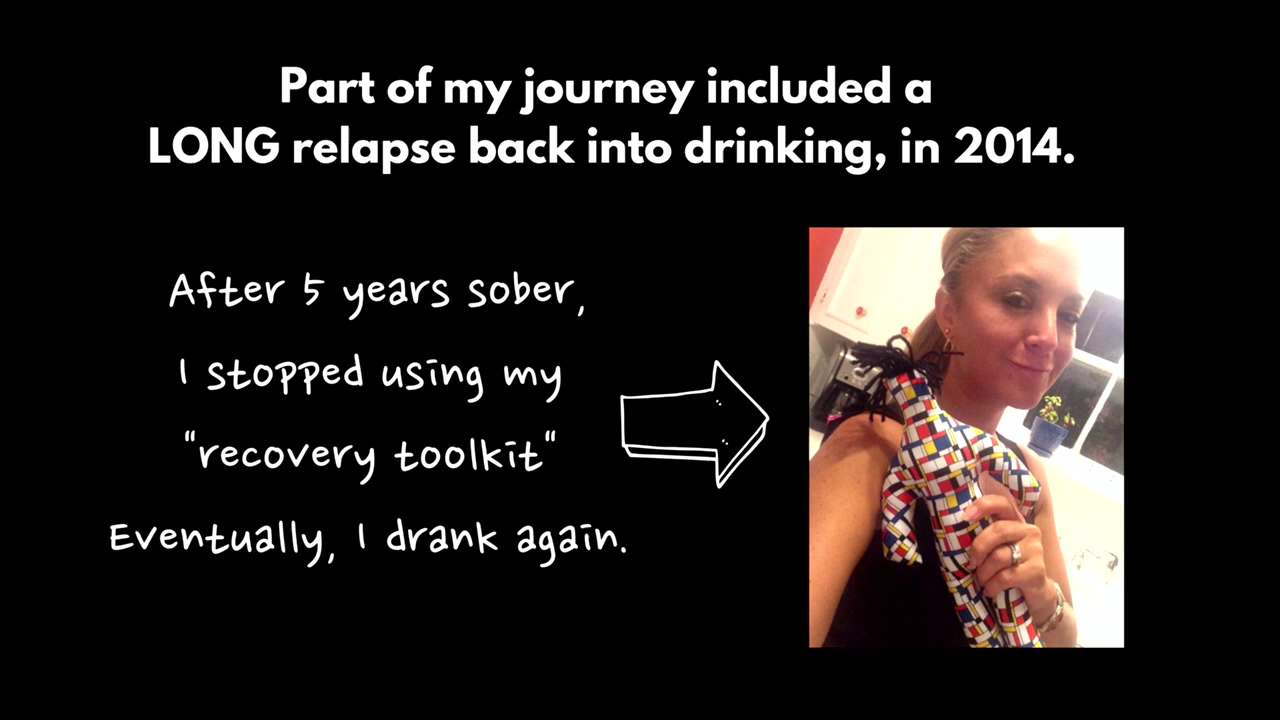 Part of my journey included a
LONG relapse back into drinking, in 2014.
After 5 years sober,
I stopped using my
"recovery toolkit"
Eventually, I drank again.